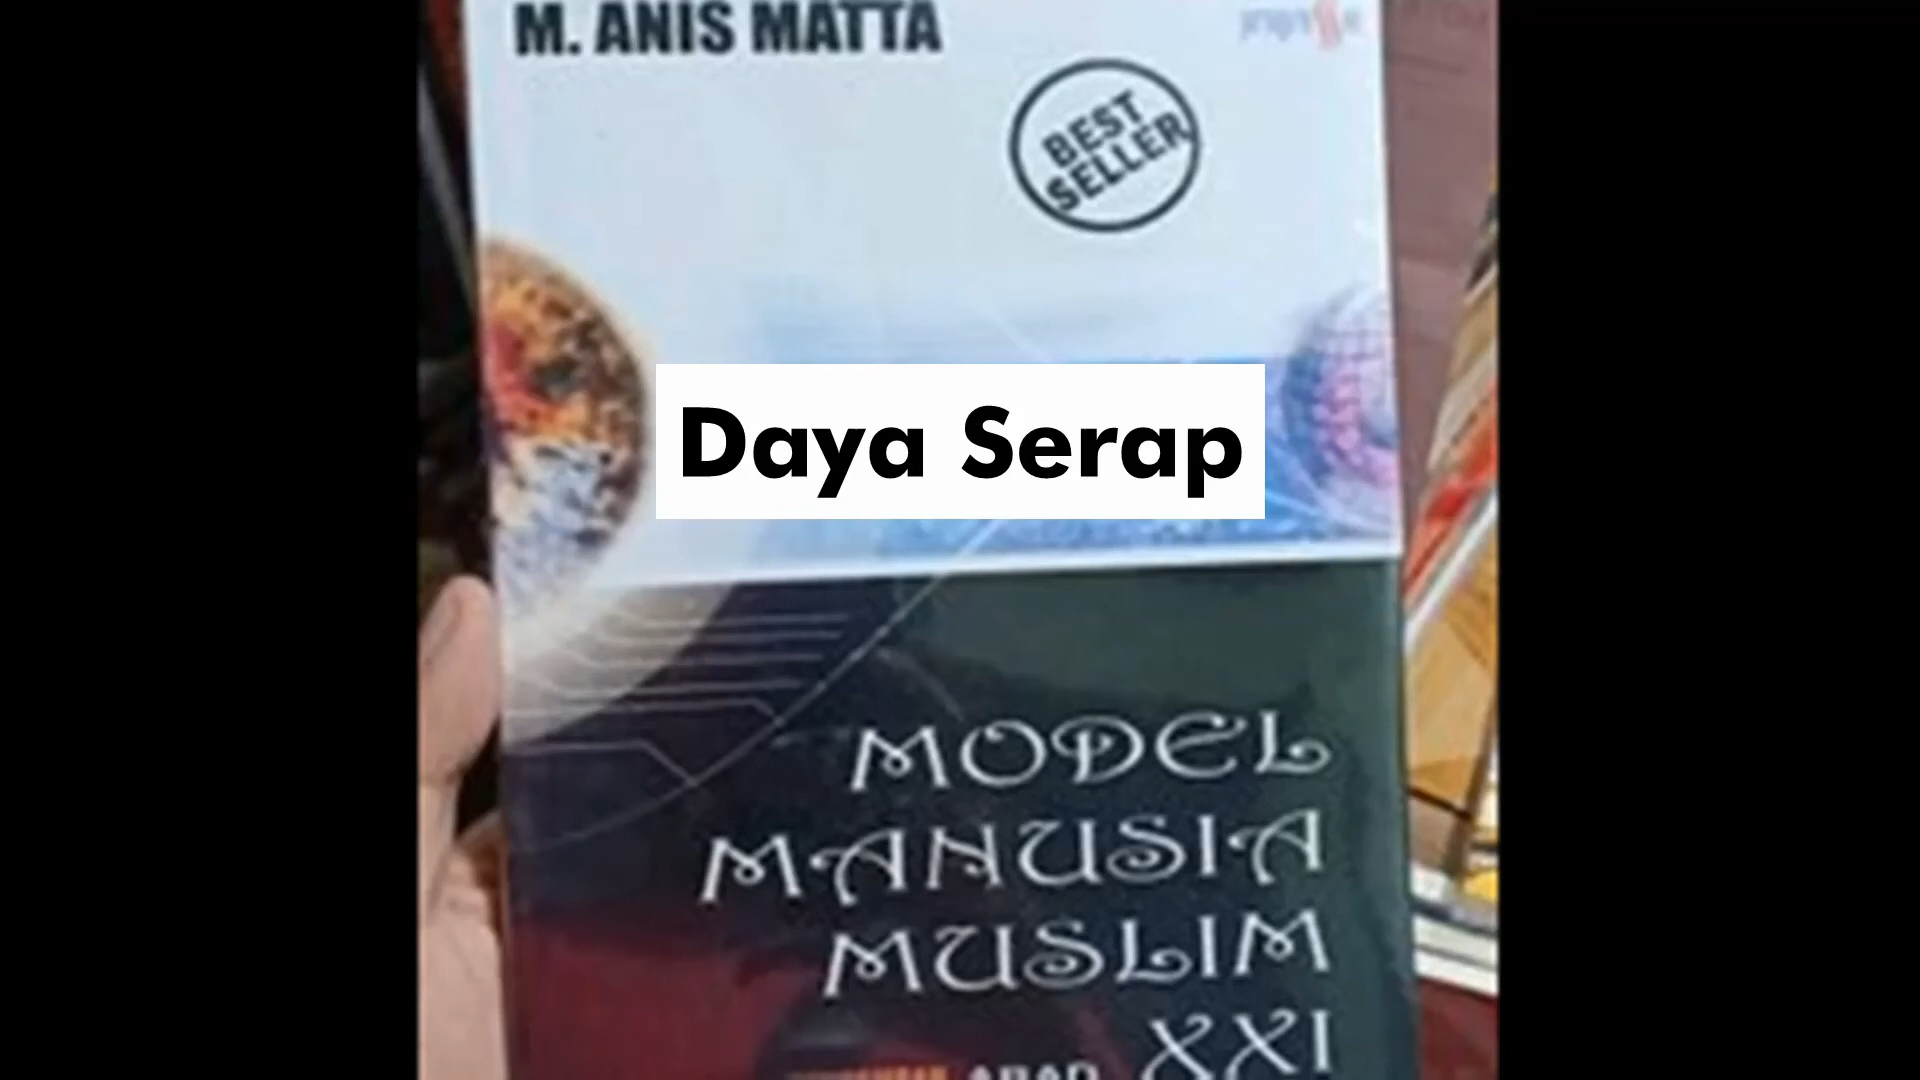 M. ANIS MATTA
BEST
SELLER
Daya Serap
MODEL
MANUSIA
MUSLIM
XXI